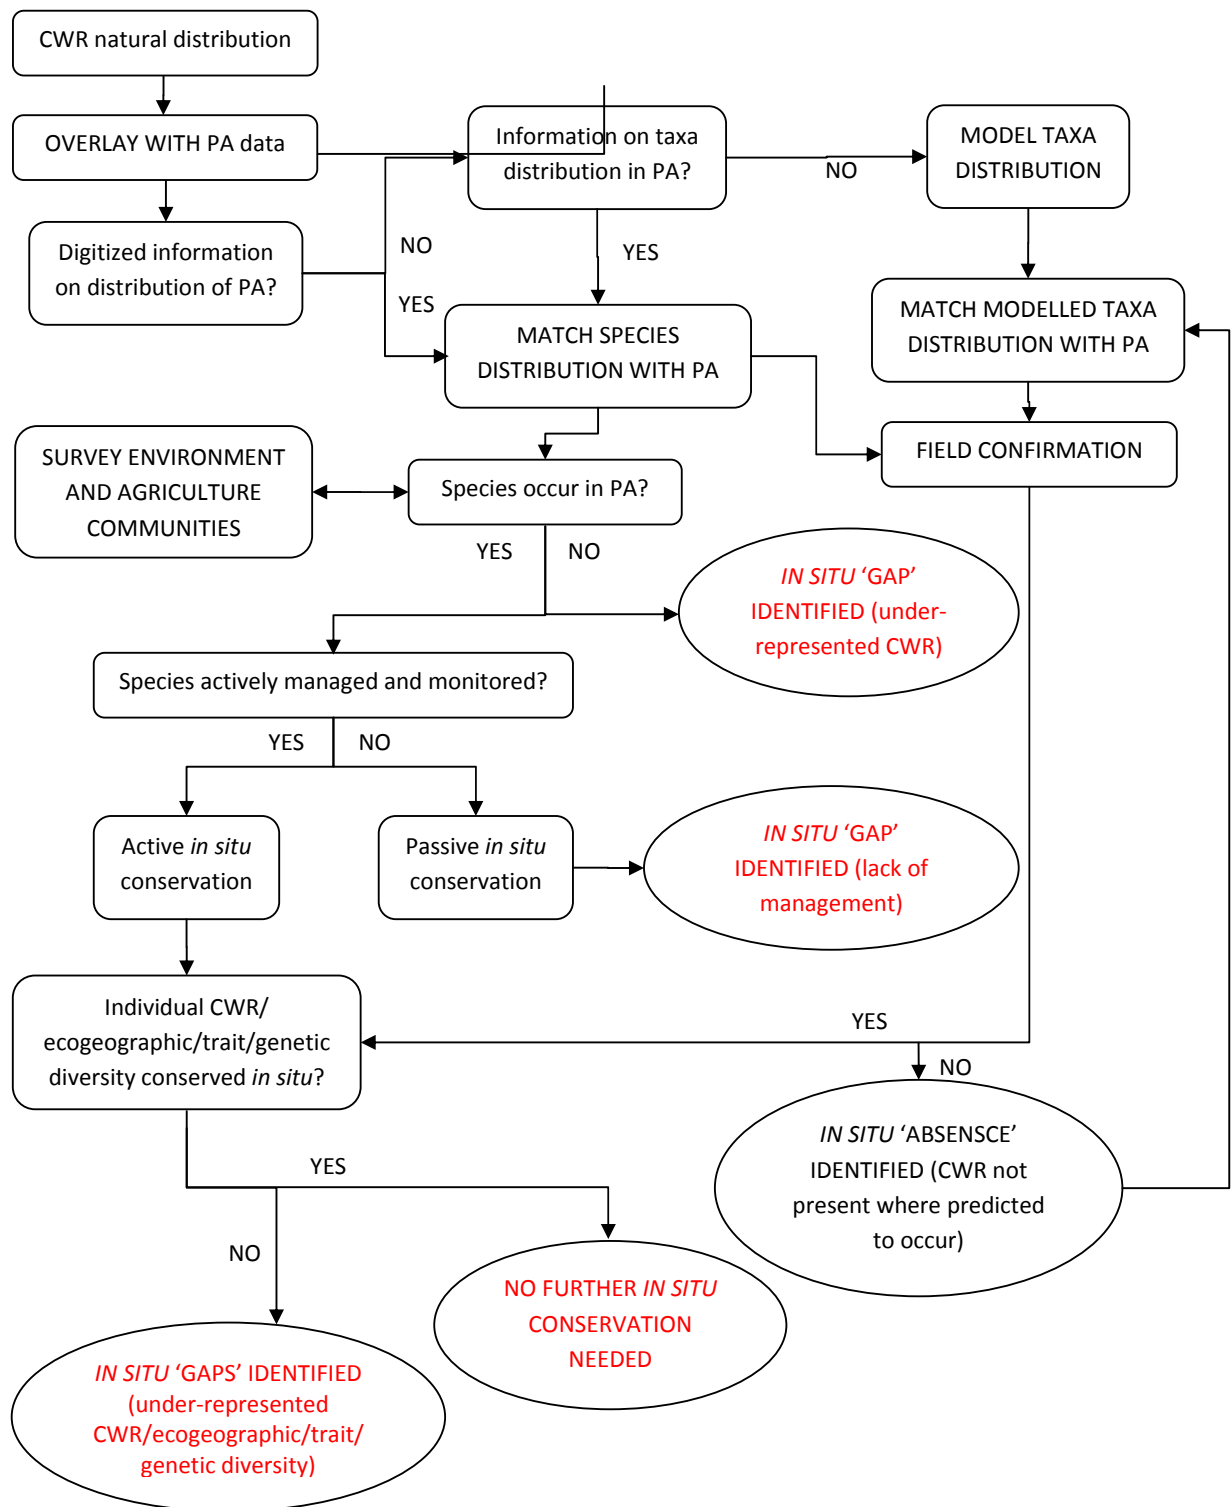 CWR natural distribution
OVERLAY WITH PA data
Information on taxa
distribution in PA?
MODEL TAXA
DISTRIBUTION
NO
Digitized information
on distribution of PA?
NO
YES
YES
MATCH SPECIES
DISTRIBUTION WITH PA
MATCH MODELLED TAXA
DISTRIBUTION WITH PA
SURVEY ENVIRONMENT
AND AGRICULTURE
COMMUNITIES
Species occur in PA?
FIELD CONFIRMATION
YES
NO
IN SITU ‘GAP’
IDENTIFIED (under-
represented CWR)
Species actively managed and monitored?
YES
NO
Active in situ
conservation
Passive in situ
conservation
IN SITU ‘GAP’
IDENTIFIED (lack of
management)
Individual CWR/
ecogeographic/trait/genetic
diversity conserved in situ?
YES
NO
IN SITU ‘ABSENSCE’
IDENTIFIED (CWR not
present where predicted
to occur)
YES
NO
NO FURTHER IN SITU
CONSERVATION
NEEDED
IN SITU ‘GAPS’ IDENTIFIED
(under-represented
CWR/ecogeographic/trait/
genetic diversity)